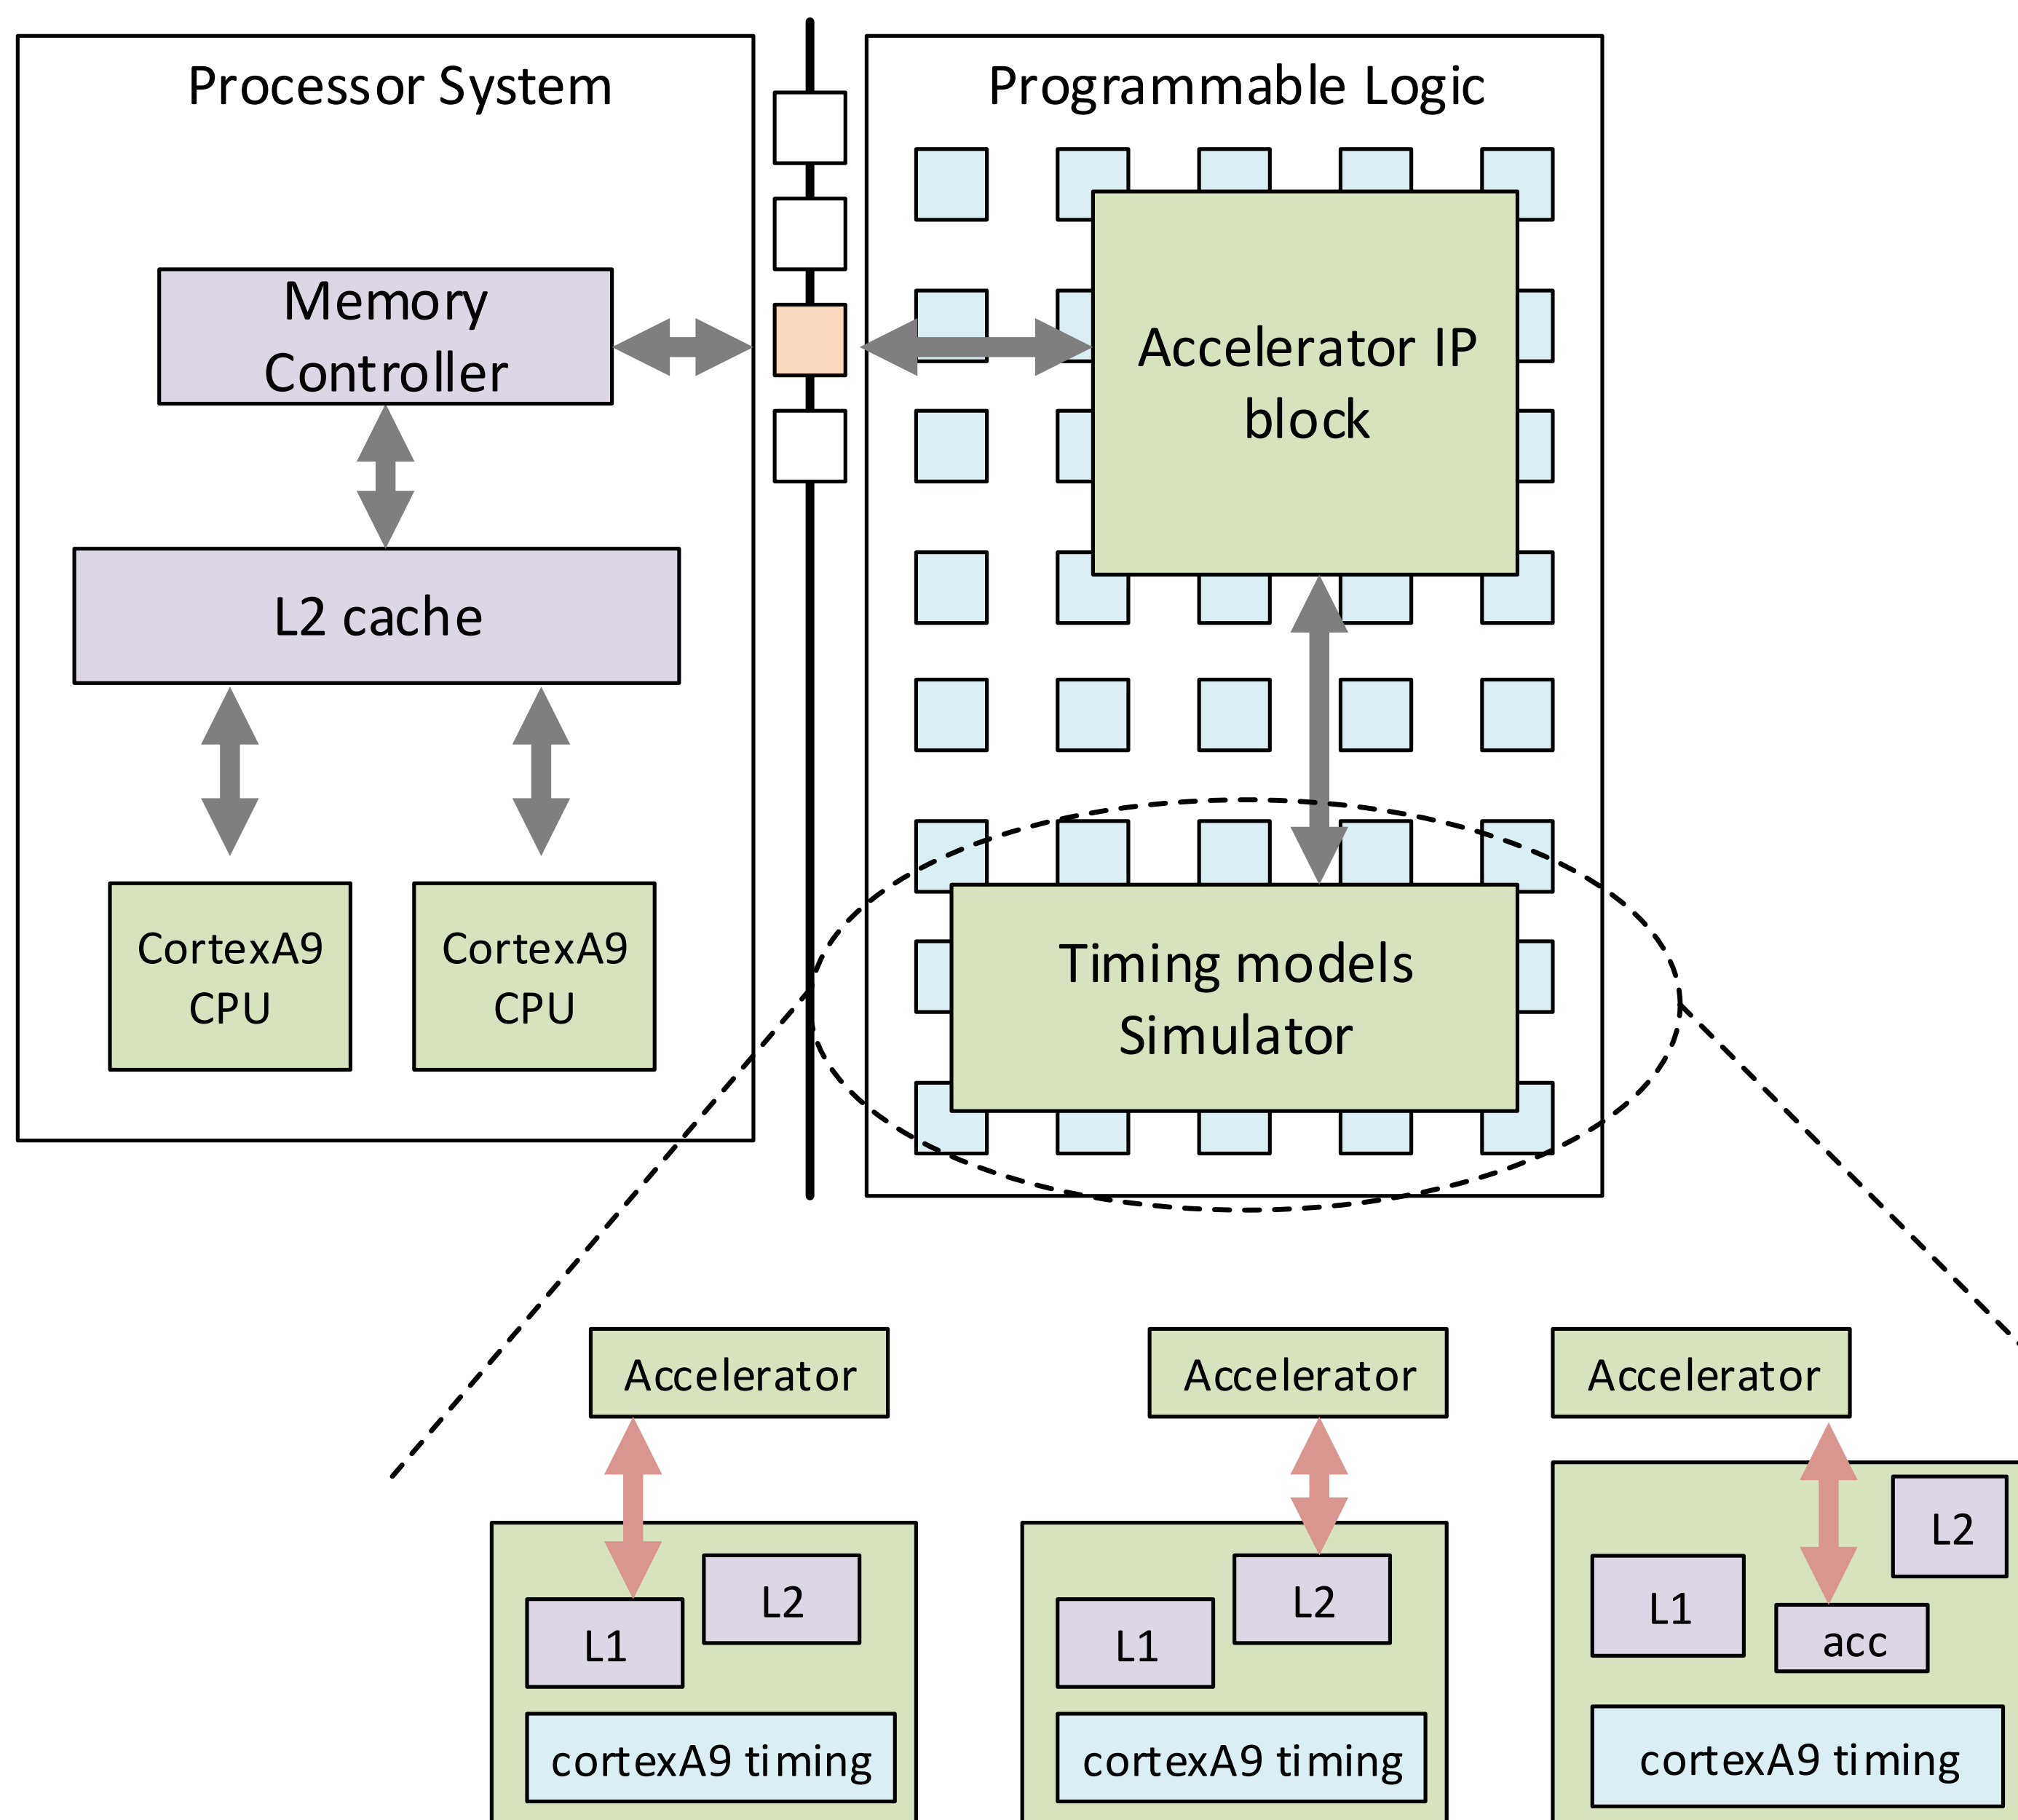 Processor System
Programmable Logic
Memory
Controller
Accelerator IP
block
L2 cache
CortexA9
CPU
CortexA9
CPU
Timing models
Simulator
Accelerator
Accelerator
Accelerator
L1
L2
cortexA9 timing
L1
L2
cortexA9 timing
L1
L2
acc
cortexA9 timing